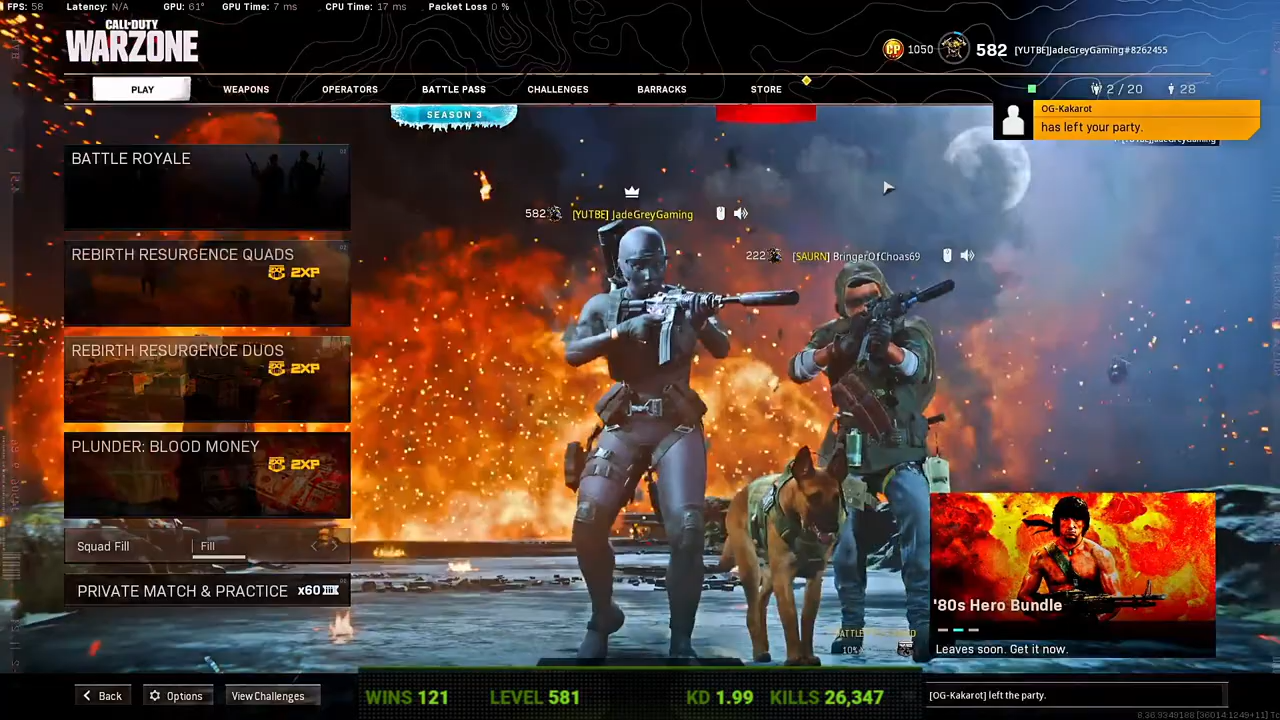 FPS: 58 Latency: N/A GPU: 61° GPU Time: 7 ms CPU Time: 17 ms Packet Loss 0 %
CALL OF DUTY
WARZONE
CP 1050 582 [YUTBE]JadeGreyGaming#8262455
PLAY WEAPONS OPERATORS BATTLE PASS CHALLENGES BARRACKS STORE
2 / 20 28
SEASON 3
OG-Kakarot
has left your party.
[YUTBE]JadeGreyGaming
BATTLE ROYALE
582 [YUTBE] JadeGreyGaming
222 [SAURN] BringerOfChoas69
REBIRTH RESURGENCE QUADS
2XP
REBIRTH RESURGENCE DUOS
2XP
PLUNDER: BLOOD MONEY
2XP
Squad Fill Fill
PRIVATE MATCH & PRACTICE x60
'80s Hero Bundle
Leaves soon. Get it now.
10%
Back Options View Challenges
WINS 121 LEVEL 581 KD 1.99 KILLS 26,347
[OG-Kakarot] left the party.